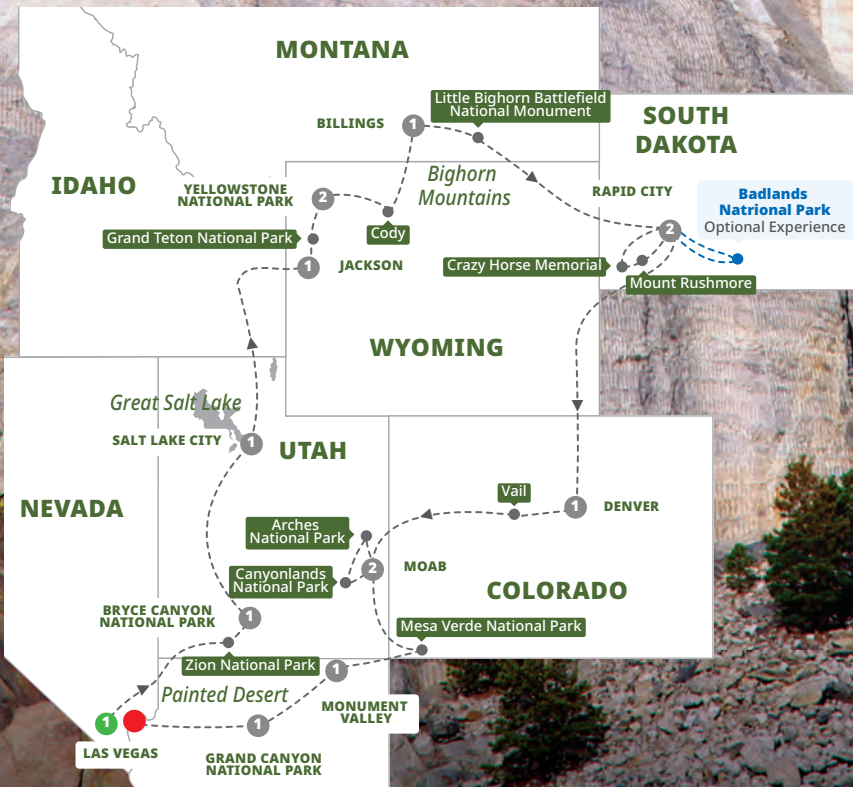 MONTANA
Little Bighorn Battlefield
National Monument
SOUTH
DAKOTA
BILLINGS
1
IDAHO
Bighorn
Mountains
YELLOWSTONE
NATIONAL PARK
2
RAPID CITY
Badlands
Natrional Park
Optional Experience
Cody
2
Grand Teton National Park
1
JACKSON
Crazy Horse Memorial
Mount Rushmore
WYOMING
Great Salt Lake
SALT LAKE CITY
1
UTAH
NEVADA
Vail
1
DENVER
Arches
National Park
2
MOAB
Canyonlands
National Park
COLORADO
BRYCE CANYON
NATIONAL PARK
1
Mesa Verde National Park
Zion National Park
1
Painted Desert
MONUMENT
VALLEY
1
1
LAS VEGAS
GRAND CANYON
NATIONAL PARK